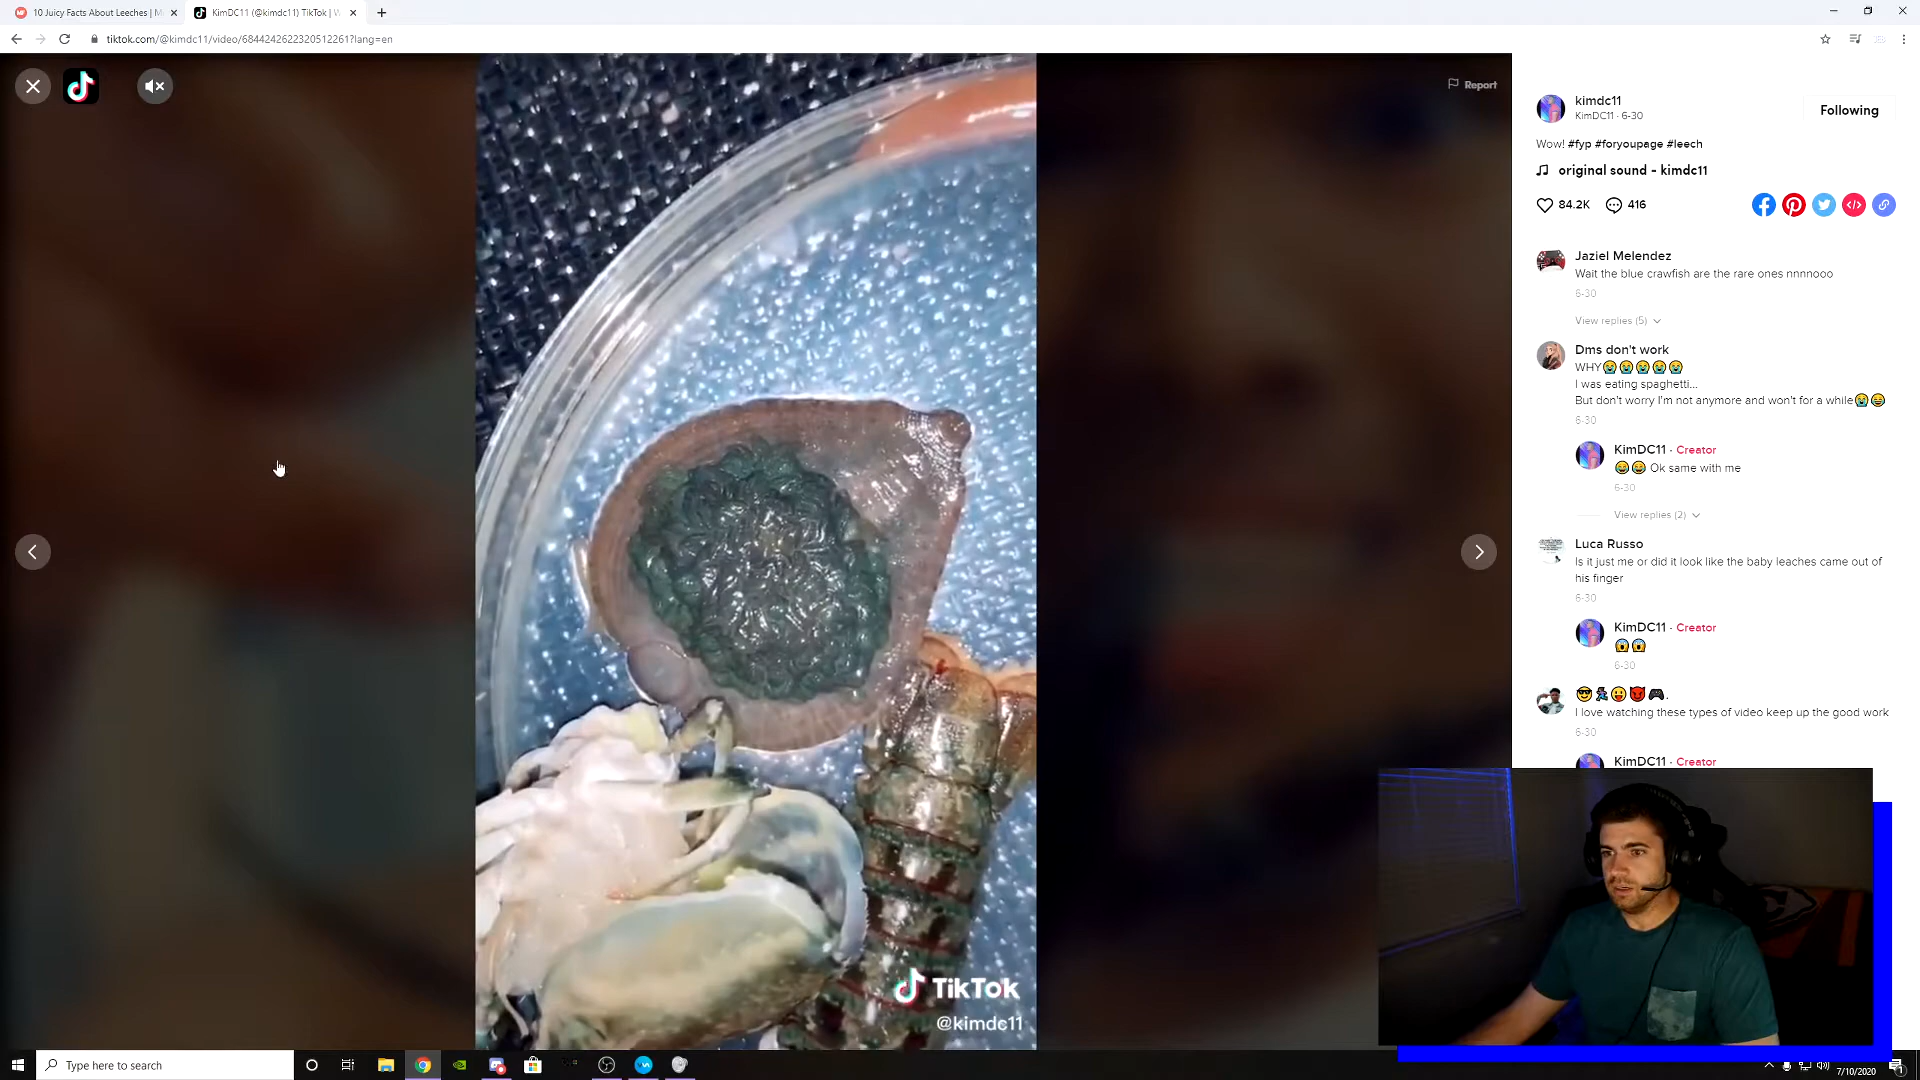 10 Juicy Facts About Leeches | M
KimDC11 (@kimdc11) TikTok | W
tiktok.com/@kimdc11/video/6844242622320512261?lang=en
Report
kimdc11
KimDC11 · 6-30
Following
Wow! #fyp #foryoupage #leech
original sound - kimdc11
84.2K
416
Jaziel Melendez
Wait the blue crawfish are the rare ones nnnnooo
6-30
View replies (5)
Dms don't work
WHY😭😭😭😭😭
I was eating spaghetti...
But don't worry I'm not anymore and won't for a while😭😂
6-30
KimDC11 · Creator
😂😂 Ok same with me
6-30
View replies (2)
Luca Russo
Is it just me or did it look like the baby leaches came out of
his finger
6-30
KimDC11 · Creator
😱😱
6-30
I love watching these types of video keep up the good work
6-30
KimDC11 · Creator
TikTok
@kimdc11
Type here to search
7/10/2020